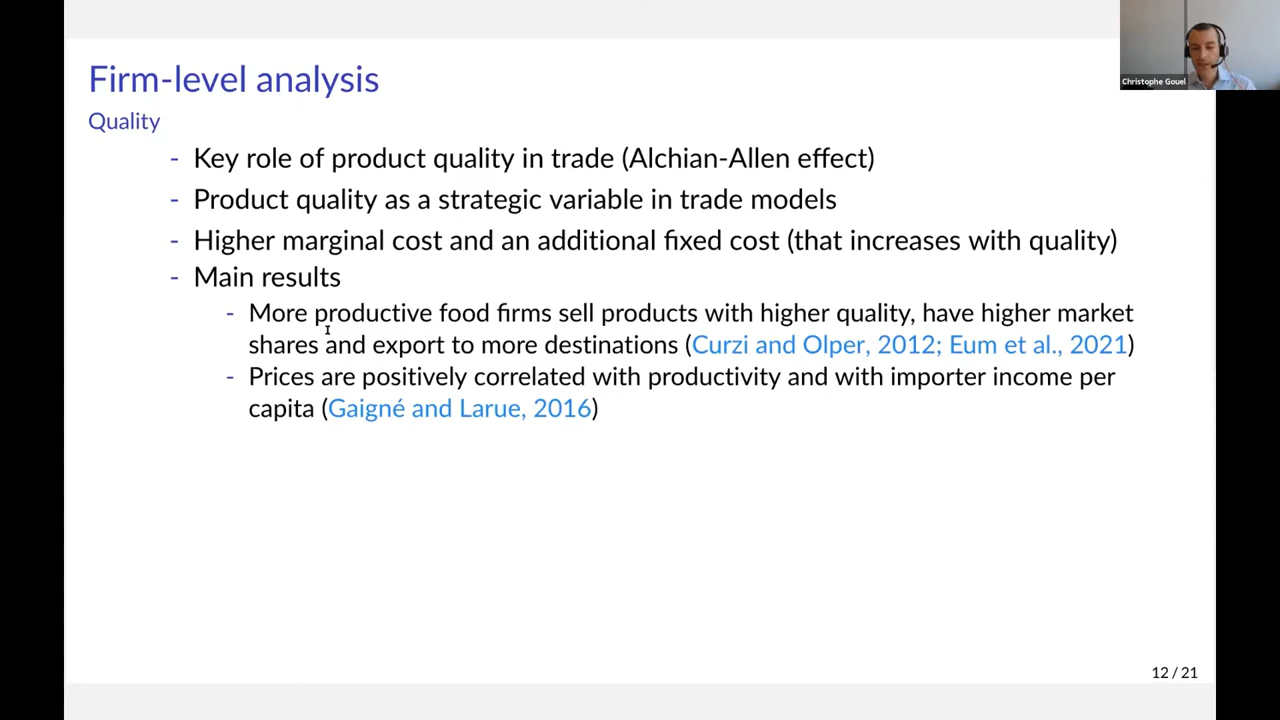 Firm-level analysis
Quality
- Key role of product quality in trade (Alchian-Allen effect)
- Product quality as a strategic variable in trade models
- Higher marginal cost and an additional fixed cost (that increases with quality)
- Main results
- More productive food firms sell products with higher quality, have higher market
shares and export to more destinations (Curzi and Olper, 2012; Eum et al., 2021)
- Prices are positively correlated with productivity and with importer income per
capita (Gaigné and Larue, 2016)
12 / 21
Christophe Gouel